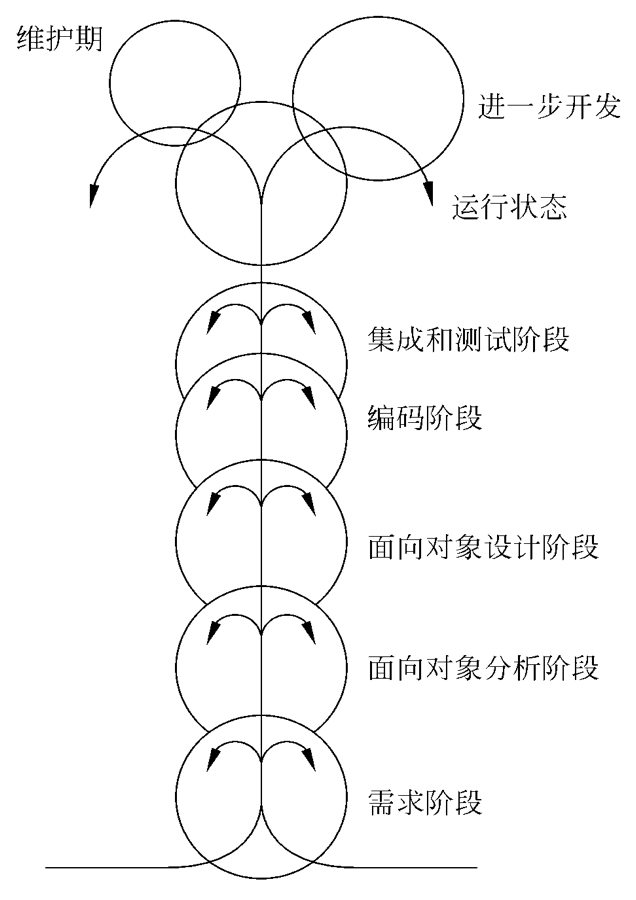 维护期
进一步开发
运行状态
集成和测试阶段
编码阶段
面向对象设计阶段
面向对象分析阶段
需求阶段